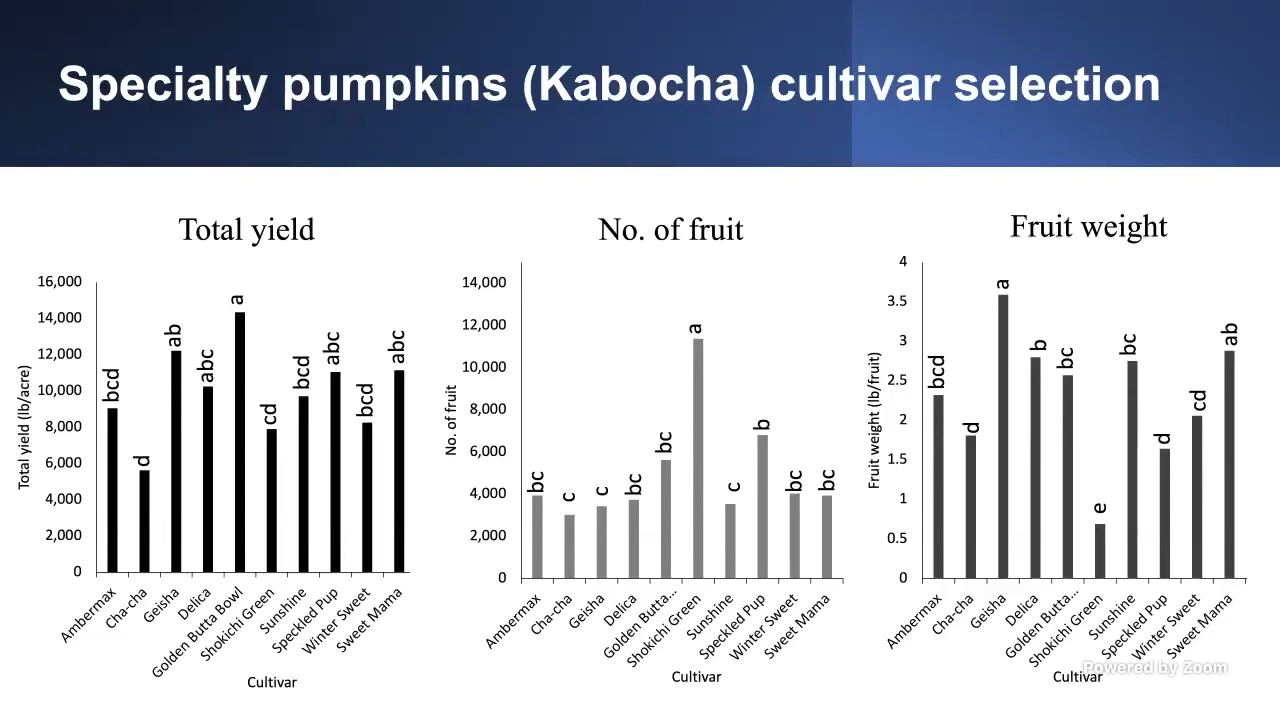 Specialty pumpkins (Kabocha) cultivar selection
Total yield
16,000
14,000
12,000
10,000
8,000
6,000
4,000
2,000
0
Total yield (lb/acre)
bcd
d
ab
abc
a
cd
bcd
abc
bcd
abc
Ambermax
Cha-cha
Geisha
Delica
Golden Butta Bowl
Shokichi Green
Sunshine
Speckled Pup
Winter Sweet
Sweet Mama
Cultivar
No. of fruit
14,000
12,000
10,000
8,000
6,000
4,000
2,000
0
No. of fruit
bc
c
c
bc
bc
a
c
b
bc
bc
Ambermax
Cha-cha
Geisha
Delica
Golden Butta...
Shokichi Green
Sunshine
Speckled Pup
Winter Sweet
Sweet Mama
Cultivar
Fruit weight
4
3.5
3
2.5
2
1.5
1
0.5
0
Fruit weight (lb/fruit)
bcd
d
a
b
bc
e
bc
d
cd
ab
Ambermax
Cha-cha
Geisha
Delica
Golden Butta...
Shokichi Green
Sunshine
Speckled Pup
Winter Sweet
Sweet Mama
Cultivar
Powered by Zoom